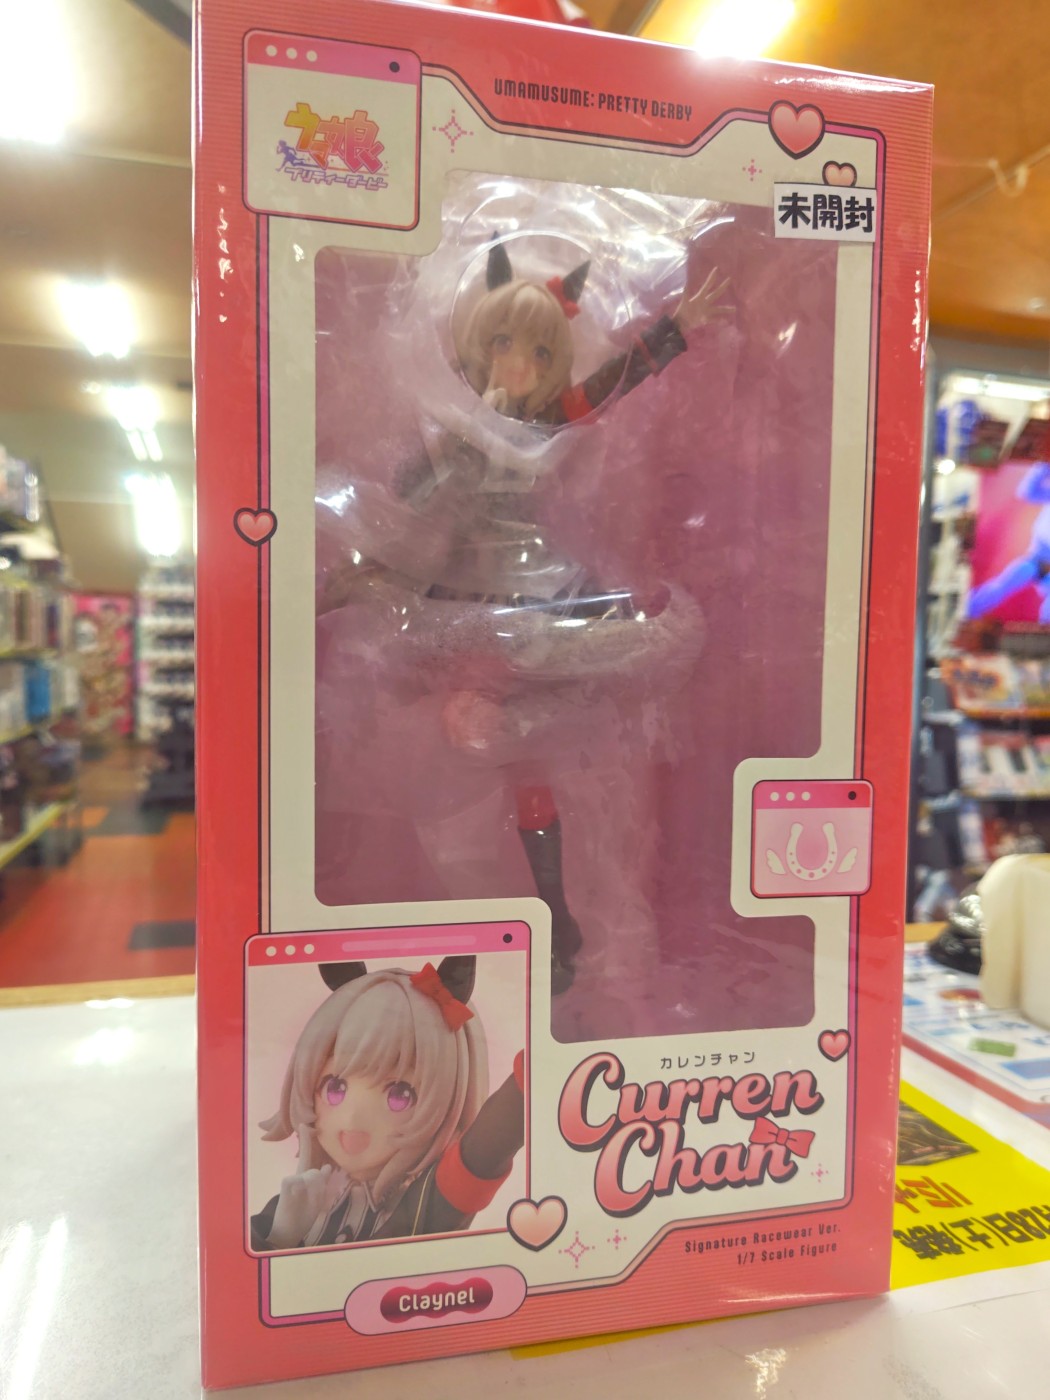 UMAMUSUME: PRETTY DERBY
ウマ娘
プリティーダービー
未開封
カレンチャン
Curren
Chan
Signature Racewear Ver.
1/7 Scale Figure
Claynel